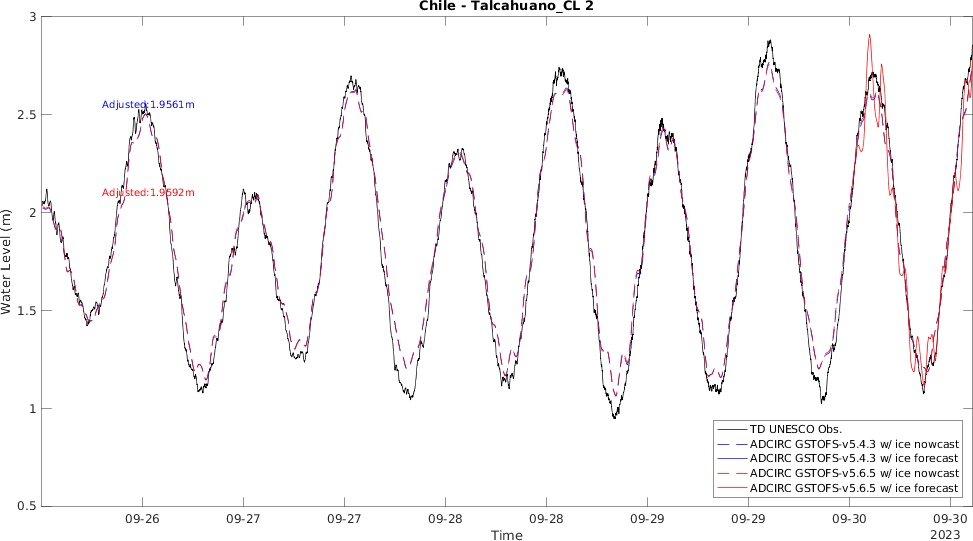 Chile - Talcahuano_CL 2
3
2.5
2
1.5
1
0.5
Water Level (m)
Adjusted:1.9561m
Adjusted:1.9592m
TD UNESCO Obs.
ADCIRC GSTOFS-v5.4.3 w/ ice nowcast
ADCIRC GSTOFS-v5.4.3 w/ ice forecast
ADCIRC GSTOFS-v5.6.5 w/ ice nowcast
ADCIRC GSTOFS-v5.6.5 w/ ice forecast
09-26 09-27 09-27 09-28 09-28 09-29 09-29 09-30 09-30
2023
Time